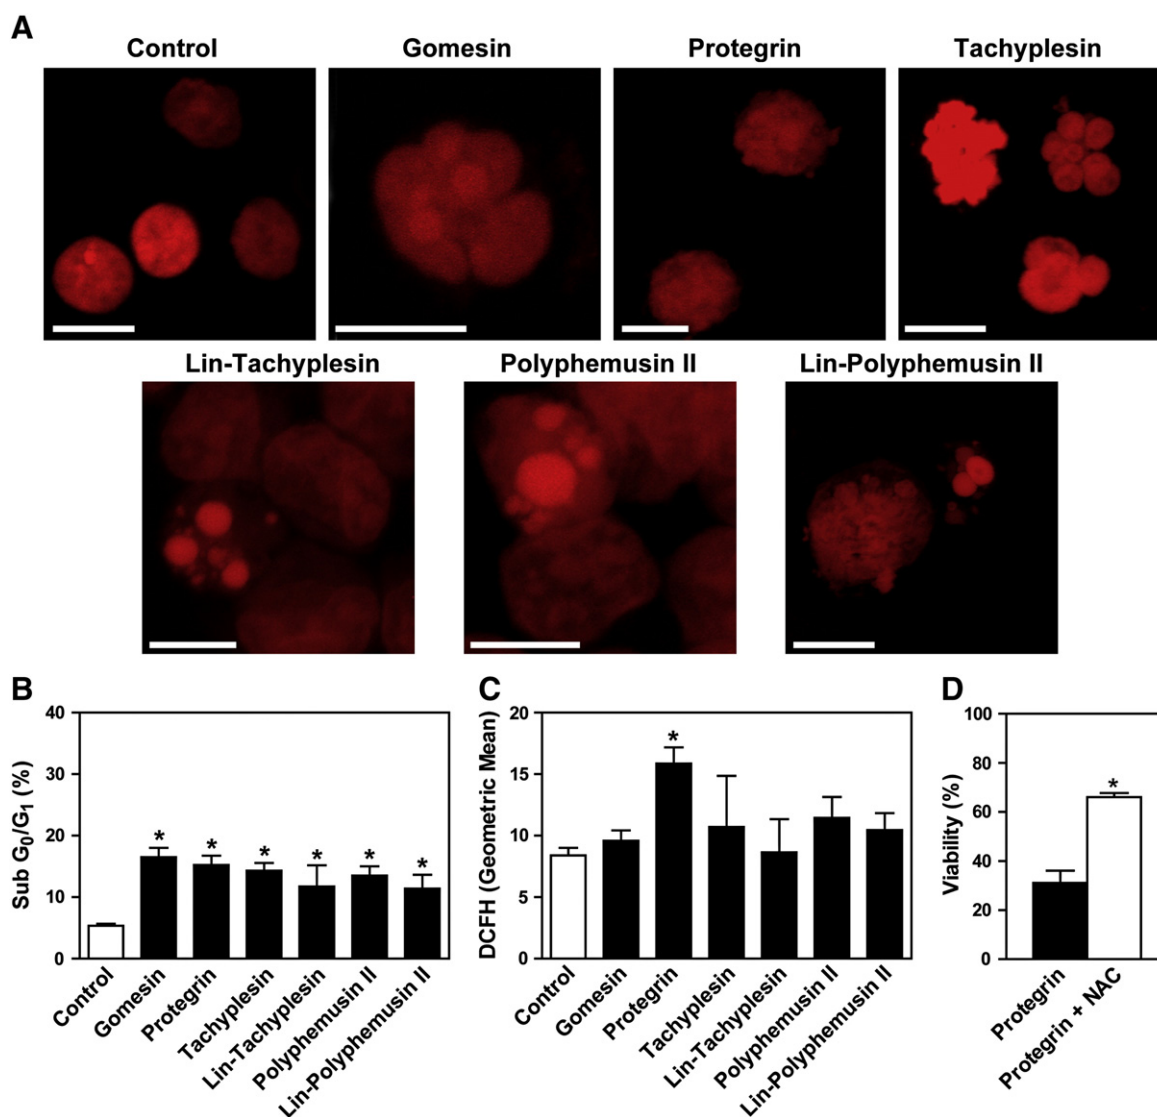 A
Control Gomesin Protegrin Tachyplesin
Lin-Tachyplesin Polyphemusin II Lin-Polyphemusin II
B
Sub G₀/G₁ (%)
40
30
20
10
0
* * * * * *
Control
Gomesin
Protegrin
Tachyplesin
Lin-Tachyplesin
Polyphemusin II
Lin-Polyphemusin II
C
DCFH (Geometric Mean)
20
15
10
5
0
*
Control
Gomesin
Protegrin
Tachyplesin
Lin-Tachyplesin
Polyphemusin II
Lin-Polyphemusin II
D
Viability (%)
100
80
60
40
20
0
*
Protegrin
Protegrin + NAC